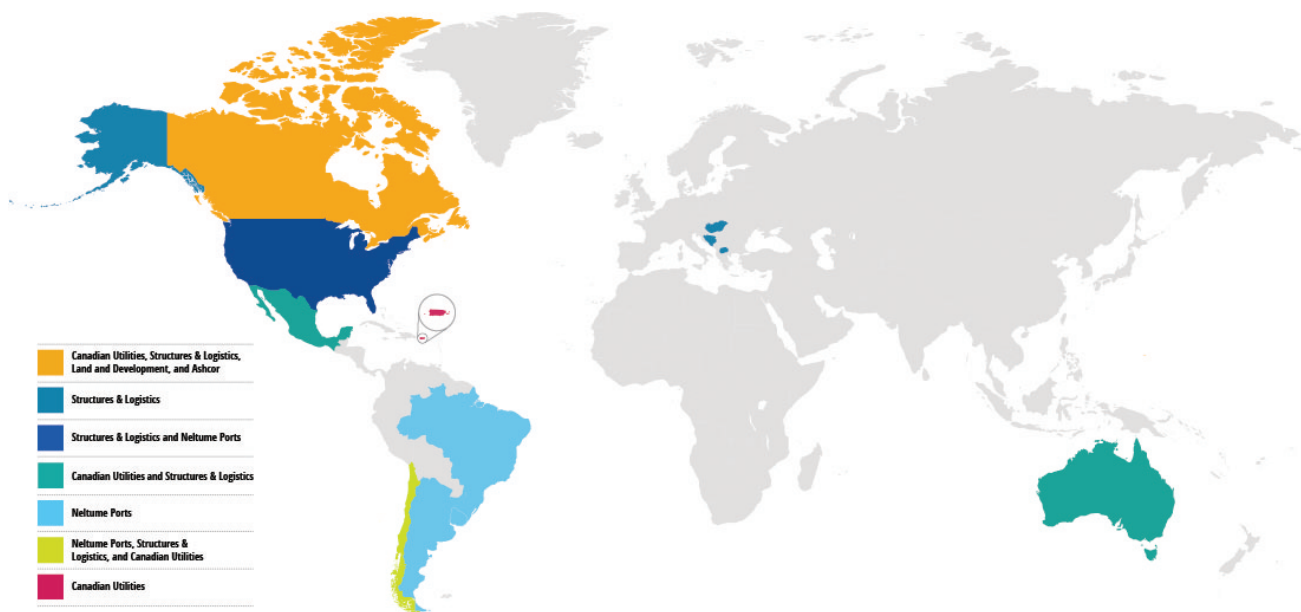 Canadian Utilities, Structures & Logistics,
Land and Development, and Ashcor
Structures & Logistics
Structures & Logistics and Neltume Ports
Canadian Utilities and Structures & Logistics
Neltume Ports
Neltume Ports, Structures &
Logistics, and Canadian Utilities
Canadian Utilities